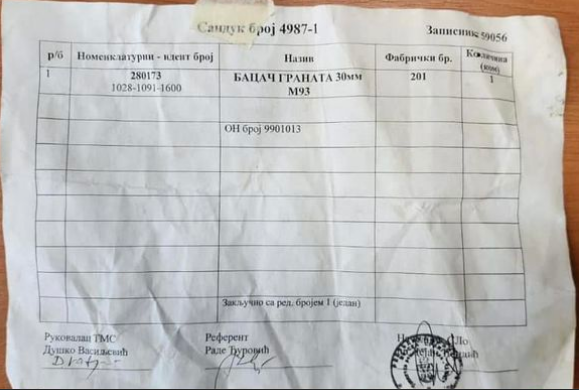 Сандук број 4987-1
Записник 59056
р/б Номенклатурни - идент број Назив Фабрички бр. Количина (ком)
1 280173 БАЦАЧ ГРАНАТА 30мм 201 1
1028-1091-1600 М93
ОН број 9901013
Закључно са ред. бројем 1 (један)
Руковалац ТМС Референт
Душко Васиљевић Раде Ђуровић